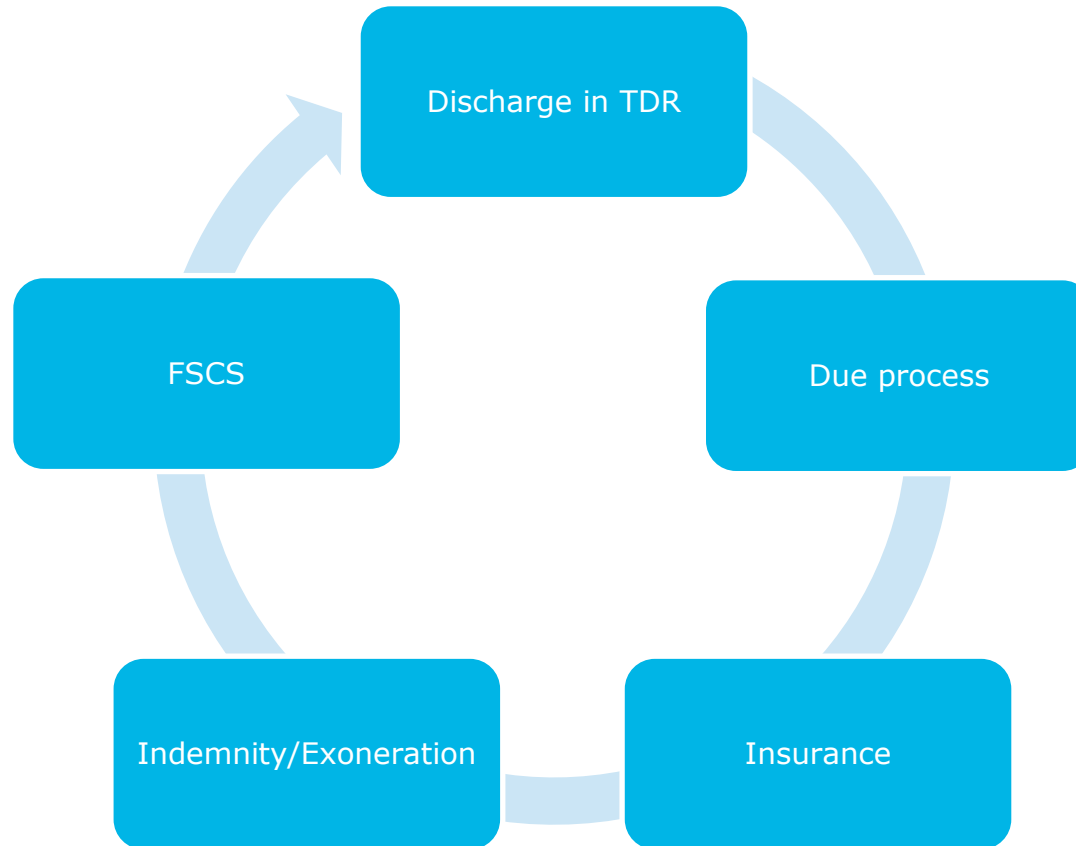 Discharge in TDR
FSCS
Due process
Indemnity/Exoneration
Insurance